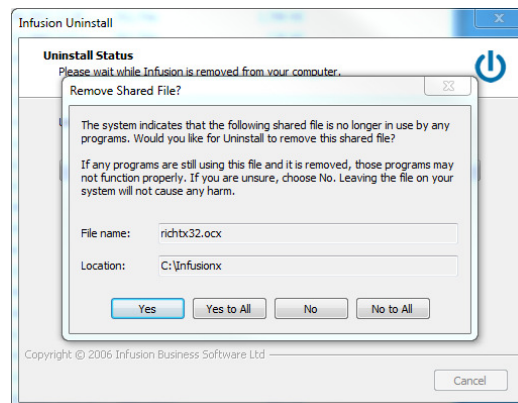 Infusion Uninstall
Uninstall Status
Please wait while Infusion is removed from your computer.
Remove Shared File?
The system indicates that the following shared file is no longer in use by any
programs. Would you like for Uninstall to remove this shared file?
If any programs are still using this file and it is removed, those programs may
not function properly. If you are unsure, choose No. Leaving the file on your
system will not cause any harm.
File name: richtx32.ocx
Location: C:\Infusionx
Yes Yes to All No No to All
Copyright © 2006 Infusion Business Software Ltd
Cancel